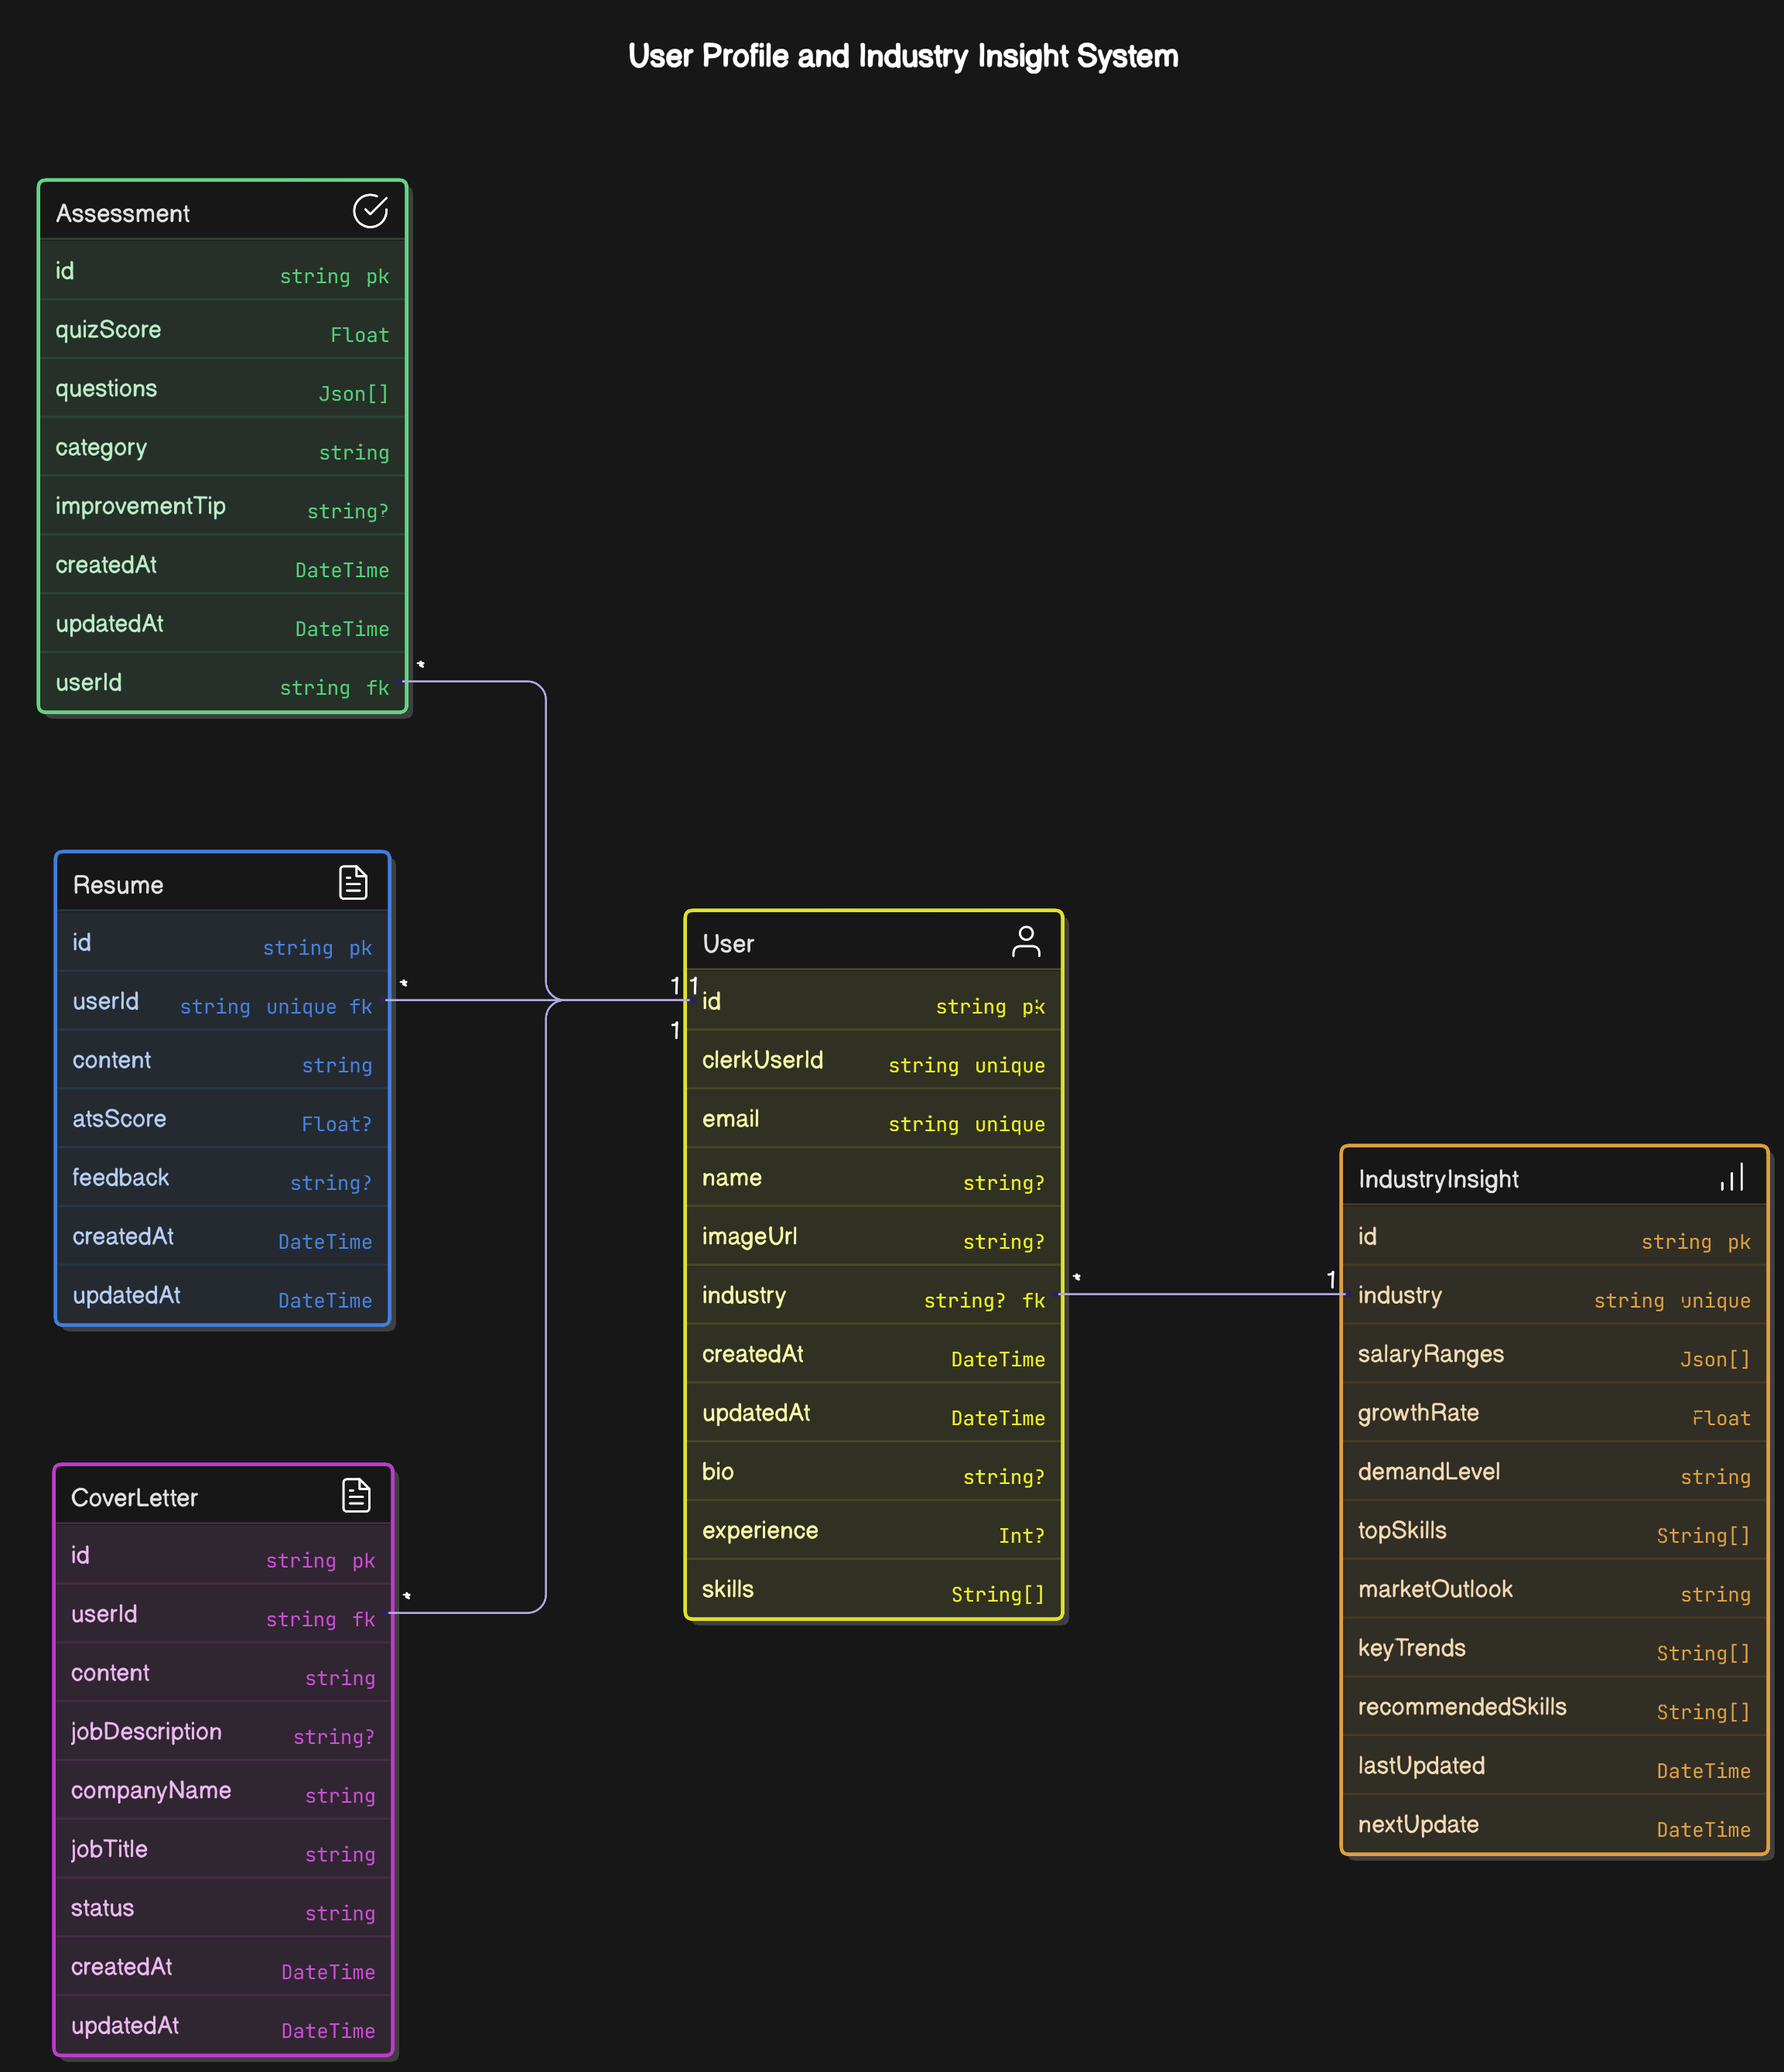 User Profile and Industry Insight System
Assessment
id string pk
quizScore Float
questions Json[]
category string
improvementTip string?
createdAt DateTime
updatedAt DateTime
userId string fk
*
Resume
id string pk
userId string unique fk
*
content string
atsScore Float?
feedback string?
createdAt DateTime
updatedAt DateTime
CoverLetter
id string pk
userId string fk
*
content string
jobDescription string?
companyName string
jobTitle string
status string
createdAt DateTime
updatedAt DateTime
User
1 1
id string pk
1
clerkUserId string unique
email string unique
name string?
imageUrl string?
industry string? fk
* 1
createdAt DateTime
updatedAt DateTime
bio string?
experience Int?
skills String[]
IndustryInsight
id string pk
industry string unique
salaryRanges Json[]
growthRate Float
demandLevel string
topSkills String[]
marketOutlook string
keyTrends String[]
recommendedSkills String[]
lastUpdated DateTime
nextUpdate DateTime